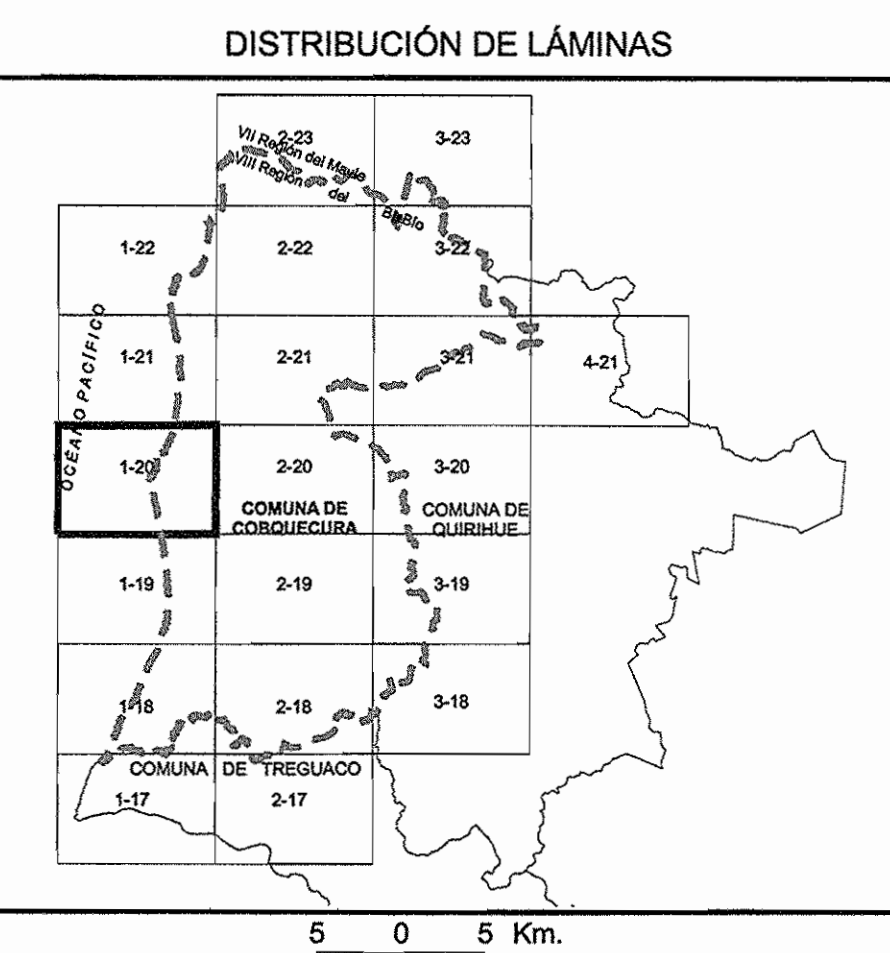 DISTRIBUCIÓN DE LÁMINAS
2-23
3-23
VII Región del Maule
VIII Región del BíoBío
1-22
2-22
3-22
OCÉANO PACÍFICO
1-21
2-21
3-21
4-21
1-20
2-20
3-20
COMUNA DE
COBQUECURA
COMUNA DE
QUIRIHUE
1-19
2-19
3-19
1-18
2-18
3-18
COMUNA DE TREGUACO
1-17
2-17
5 0 5 Km.